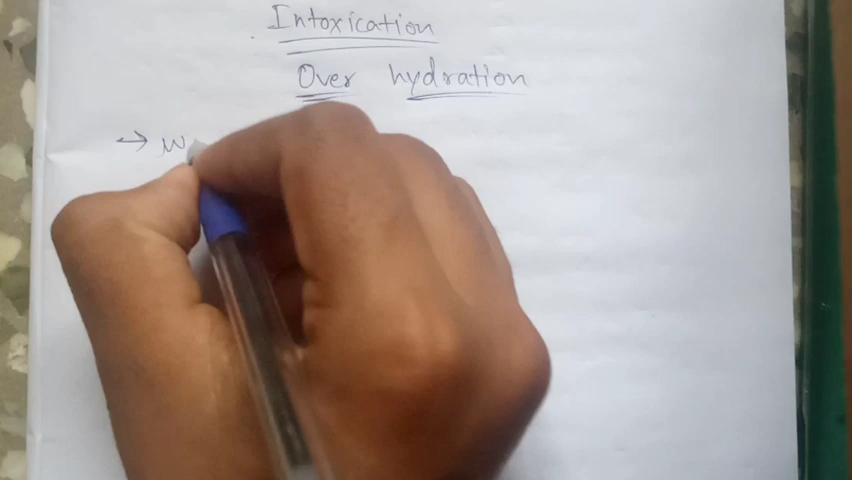 Intoxication
Over hydration
→ W